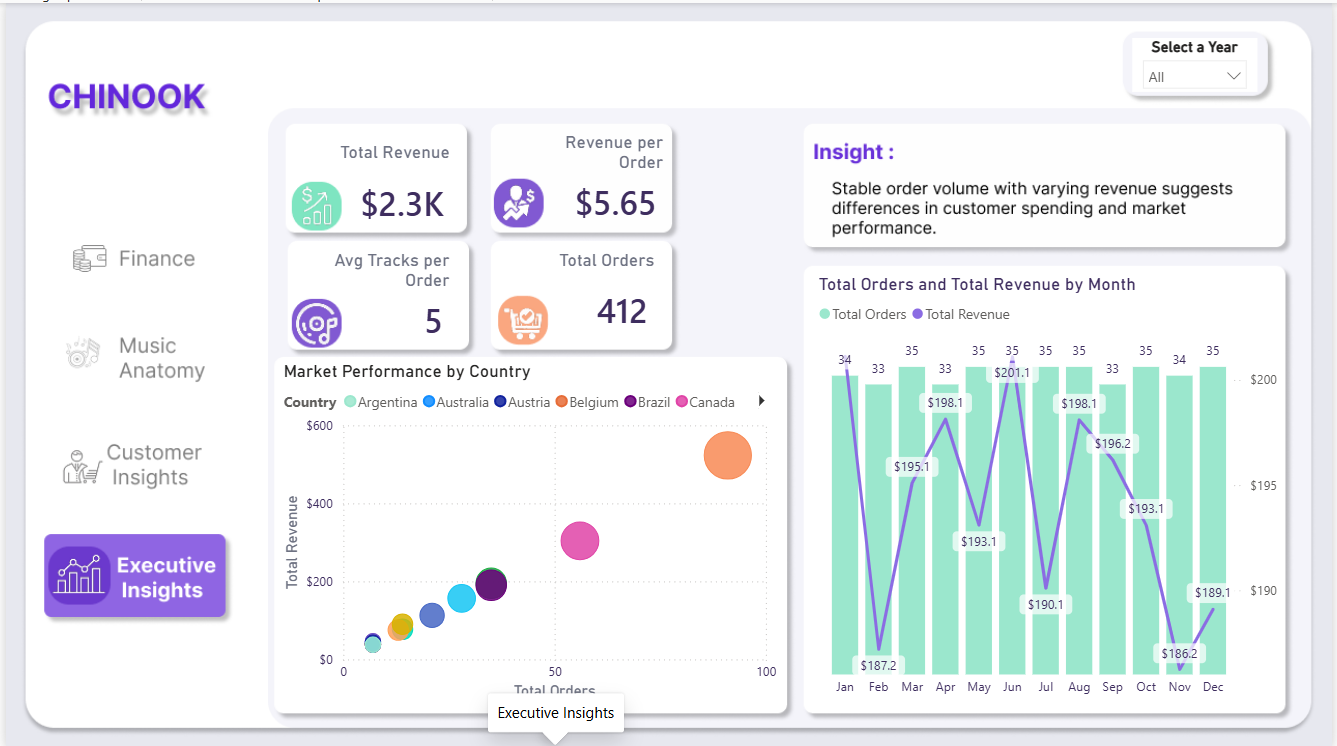 Select a Year
All
CHINOOK
Finance
Music
Anatomy
Customer
Insights
Executive
Insights
Total Revenue
$2.3K
Revenue per
Order
$5.65
Avg Tracks per
Order
5
Total Orders
412
Insight :
Stable order volume with varying revenue suggests
differences in customer spending and market
performance.
Market Performance by Country
Country Argentina Australia Austria Belgium Brazil Canada
Total Revenue
$600
$400
$200
$0
0 50 100
Total Orders
Executive Insights
Total Orders and Total Revenue by Month
Total Orders Total Revenue
34 33 35 33 35 35 35 35 33 35 34 35
$187.2 $195.1 $198.1 $193.1 $201.1 $190.1 $198.1 $196.2 $193.1 $186.2 $189.1
$200
$195
$190
Jan Feb Mar Apr May Jun Jul Aug Sep Oct Nov Dec